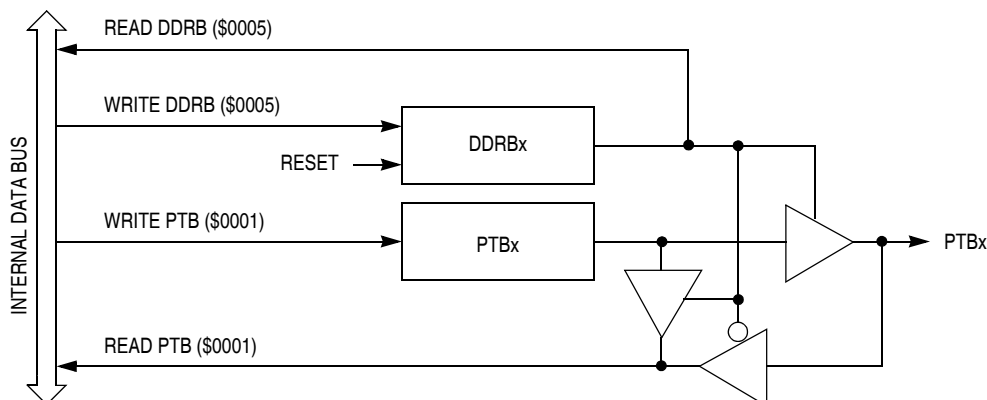 READ DDRB ($0005)
WRITE DDRB ($0005)
DDRBx
RESET
INTERNAL DATA BUS
WRITE PTB ($0001)
PTBx
PTBx
READ PTB ($0001)